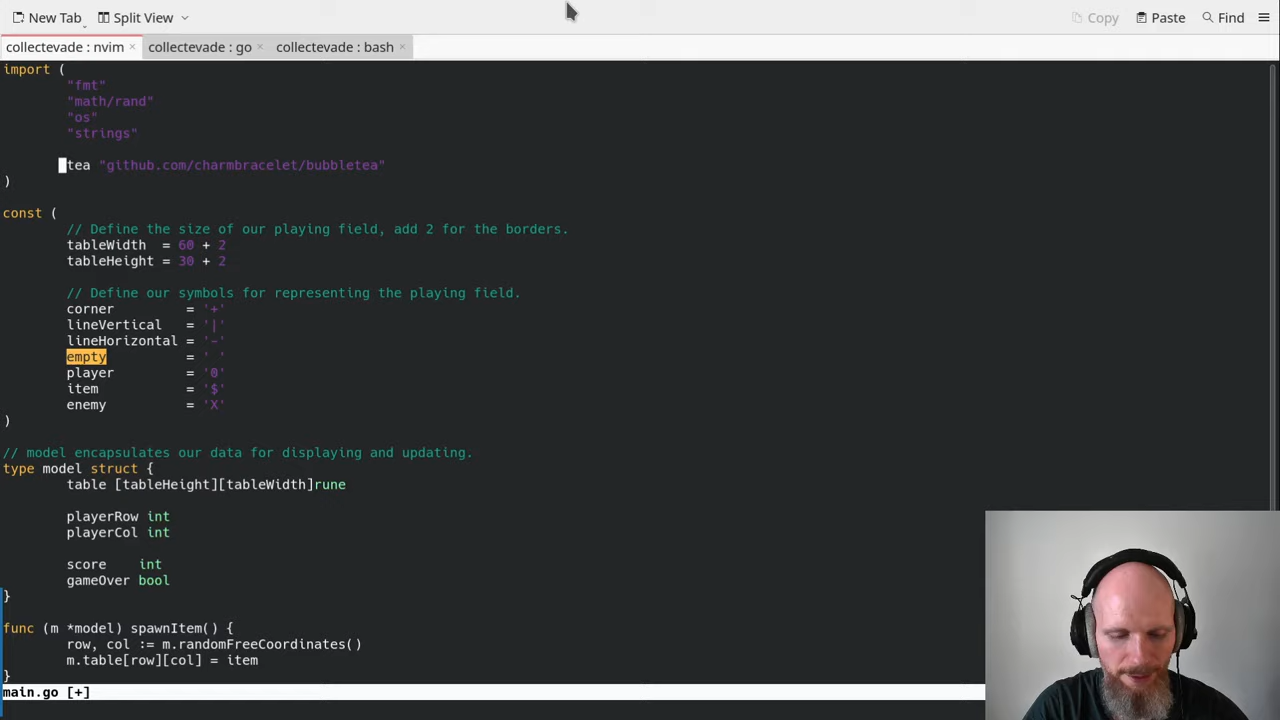 New Tab Split View Copy Paste Find
collectevade : nvim × collectevade : go × collectevade : bash ×
import (
"fmt"
"math/rand"
"os"
"strings"
tea "github.com/charmbracelet/bubbletea"
)
const (
// Define the size of our playing field, add 2 for the borders.
tableWidth = 60 + 2
tableHeight = 30 + 2
// Define our symbols for representing the playing field.
corner = '+'
lineVertical = '|'
lineHorizontal = '-'
empty = ' '
player = '0'
item = '$'
enemy = 'X'
)
// model encapsulates our data for displaying and updating.
type model struct {
table [tableHeight][tableWidth]rune
playerRow int
playerCol int
score int
gameOver bool
}
func (m *model) spawnItem() {
row, col := m.randomFreeCoordinates()
m.table[row][col] = item
}
main.go [+]